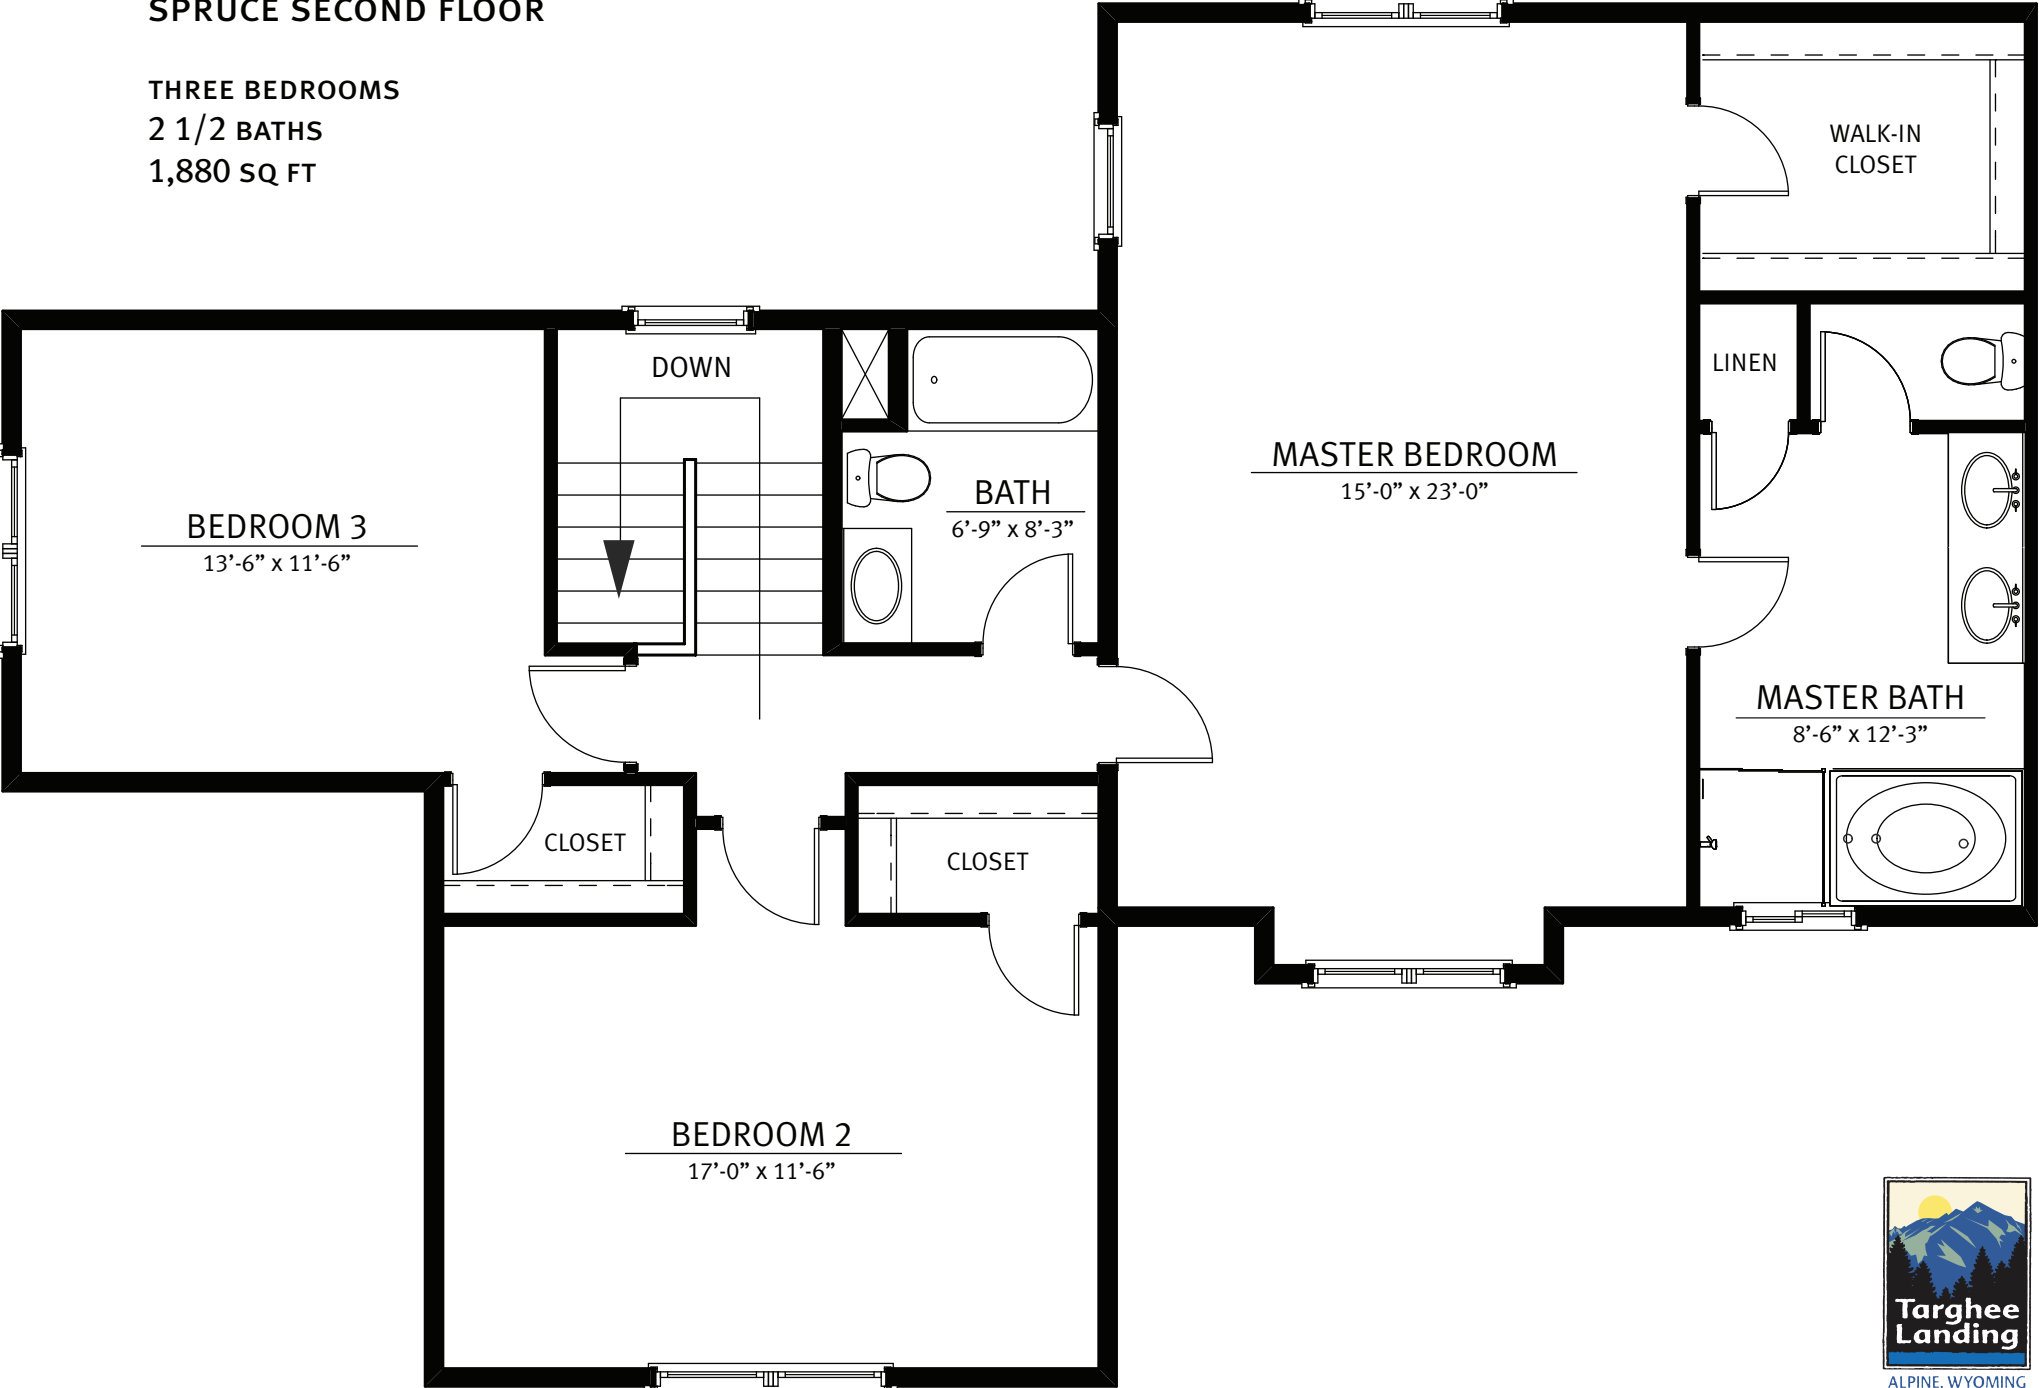 SPRUCE SECOND FLOOR
THREE BEDROOMS
2 1/2 BATHS
1,880 SQ FT
WALK-IN
CLOSET
DOWN
LINEN
MASTER BEDROOM
15’-0” x 23’-0”
BATH
6’-9” x 8’-3”
BEDROOM 3
13’-6” x 11’-6”
MASTER BATH
8’-6” x 12’-3”
CLOSET
CLOSET
BEDROOM 2
17’-0” x 11’-6”
Targhee
Landing
ALPINE, WYOMING